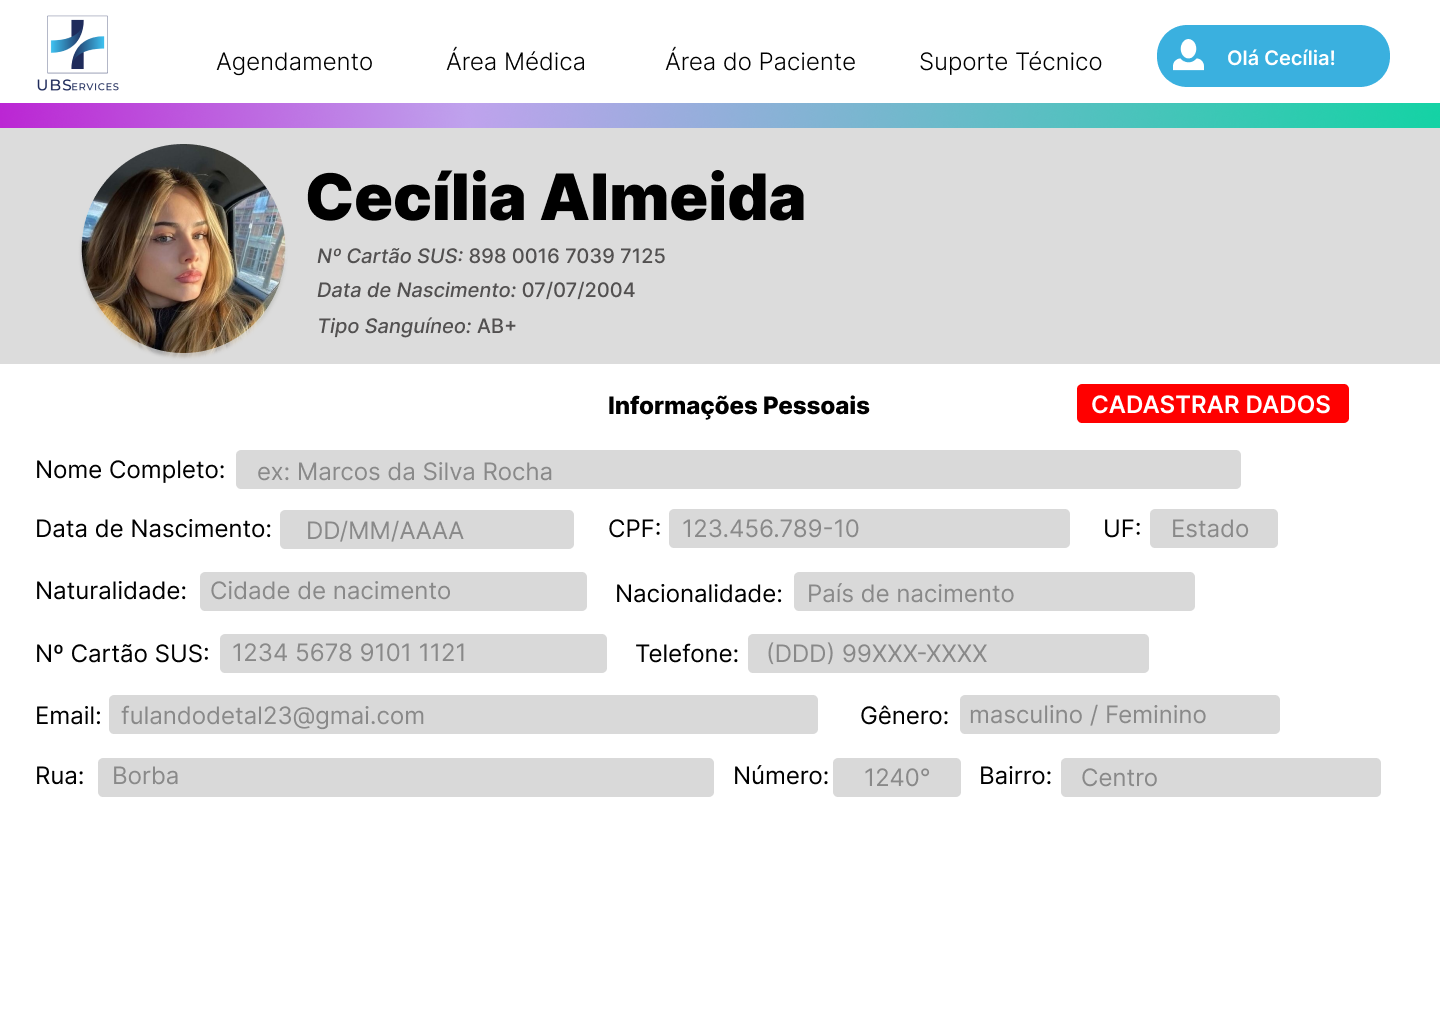 UBSERVICES
Agendamento Área Médica Área do Paciente Suporte Técnico Olá Cecília!
Cecília Almeida
Nº Cartão SUS: 898 0016 7039 7125
Data de Nascimento: 07/07/2004
Tipo Sanguíneo: AB+
Informações Pessoais CADASTRAR DADOS
Nome Completo: ex: Marcos da Silva Rocha
Data de Nascimento: DD/MM/AAAA CPF: 123.456.789-10 UF: Estado
Naturalidade: Cidade de nacimento Nacionalidade: País de nacimento
Nº Cartão SUS: 1234 5678 9101 1121 Telefone: (DDD) 99XXX-XXXX
Email: fulandodetal23@gmai.com Gênero: masculino / Feminino
Rua: Borba Número: 1240° Bairro: Centro